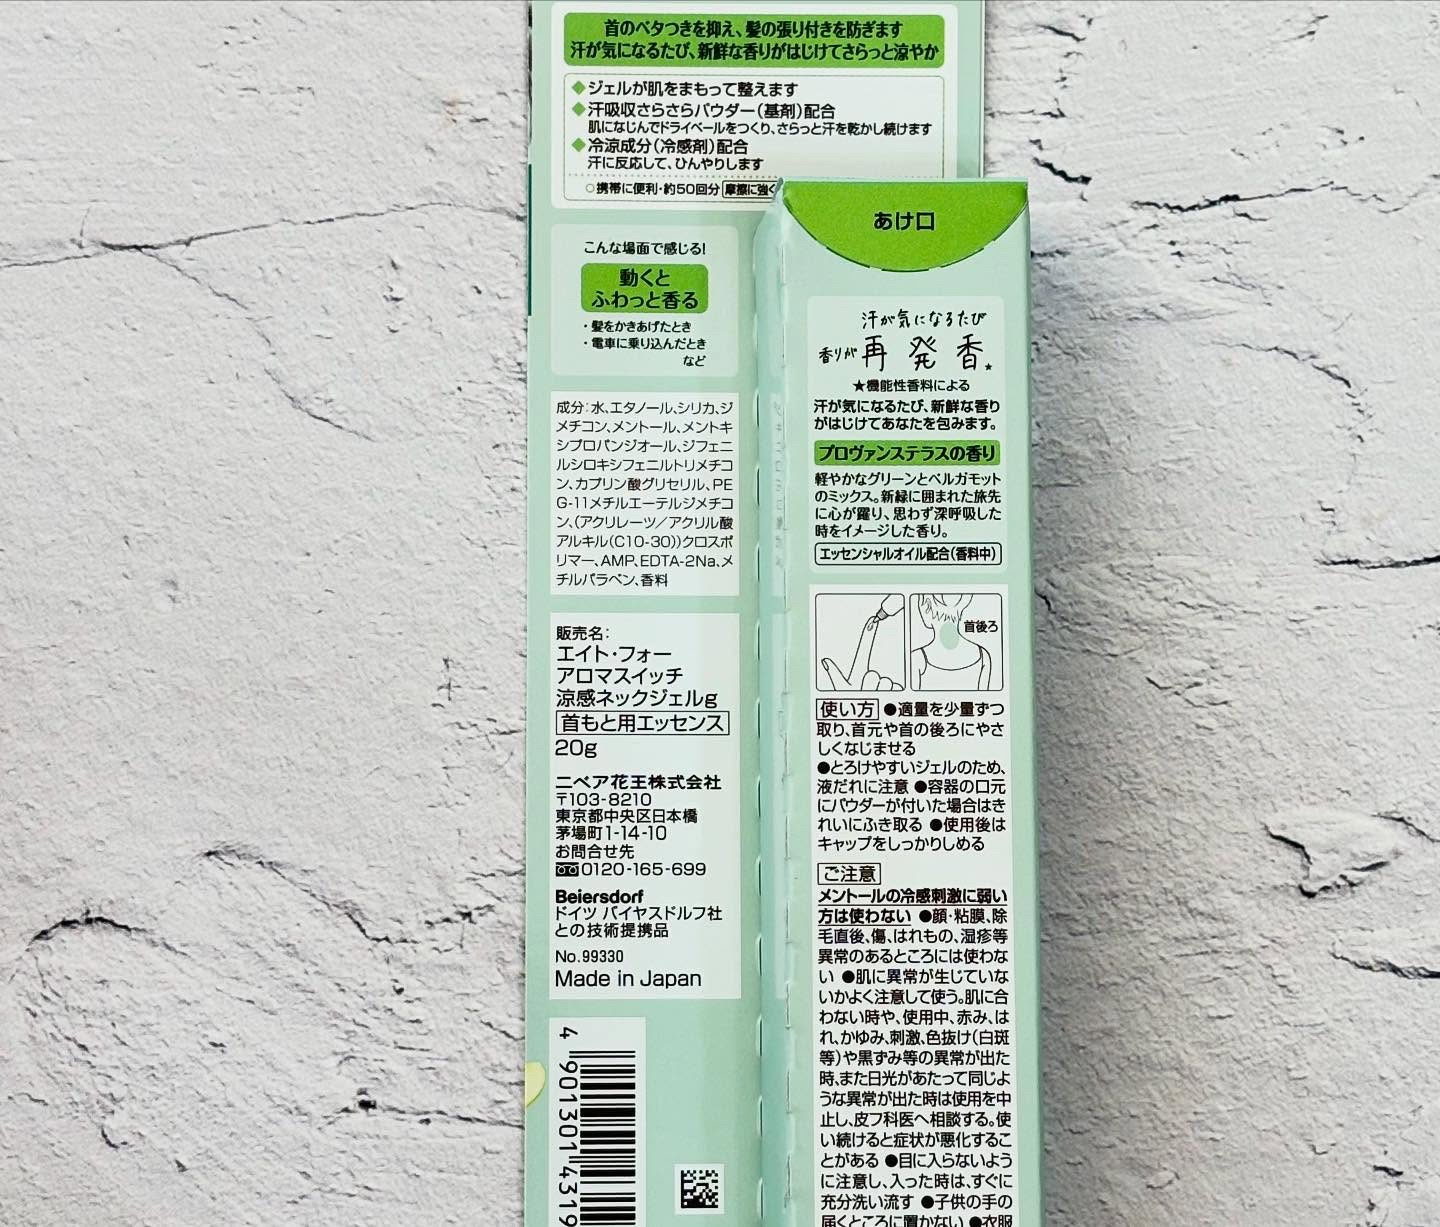 首のベタつきを抑え、髪の張り付きを防ぎます
汗が気になるたび、新鮮な香りがはじけてさらっと涼やか
◆ジェルが肌をまもって整えます
◆汗吸収さらさらパウダー(基剤)配合
肌になじんでドライベールをつくり、さらっと汗を乾かし続けます
◆冷涼成分(冷感剤)配合
汗に反応して、ひんやりします
○携帯に便利・約50回分 摩擦に強く
こんな場面で感じる!
動くと
ふわっと香る
・髪をかきあげたとき
・電車に乗り込んだとき
など
成分:水、エタノール、シリカ、ジ
メチコン、メントール、メントキ
シプロパンジオール、ジフェニ
ルシロキシフェニルトリメチコ
ン、カプリン酸グリセリル、PE
G-11メチルエーテルジメチコ
ン、(アクリレーツ/アクリル酸
アルキル(C10-30))クロスポ
リマー、AMP、EDTA-2Na、メ
チルパラベン、香料
販売名:
エイト・フォー
アロマスイッチ
涼感ネックジェルg
首もと用エッセンス
20g
ニベア花王株式会社
〒103-8210
東京都中央区日本橋
茅場町1-14-10
お問合せ先
0120-165-699
Beiersdorf
ドイツ バイヤスドルフ社
との技術提携品
No.99330
Made in Japan
4 901301 4319
あけ口
汗が気になるたび
香りが再発香★
★機能性香料による
汗が気になるたび、新鮮な香り
がはじけてあなたを包みます。
プロヴァンステラスの香り
軽やかなグリーンとベルガモット
のミックス。新緑に囲まれた旅先
に心が躍り、思わず深呼吸した
時をイメージした香り。
エッセンシャルオイル配合(香料中)
首後ろ
使い方 ●適量を少量ずつ
取り、首元や首の後ろにやさ
しくなじませる
●とろけやすいジェルのため、
液だれに注意 ●容器の口元
にパウダーが付いた場合はき
れいにふき取る ●使用後は
キャップをしっかりしめる
ご注意
メントールの冷感刺激に弱い
方は使わない ●顔・粘膜、除
毛直後、傷、はれもの、湿疹等
異常のあるところには使わな
い ●肌に異常が生じていな
いかよく注意して使う。肌に合
わない時や、使用中、赤み、は
れ、かゆみ、刺激、色抜け(白斑
等)や黒ずみ等の異常が出た
時、また日光があたって同じよ
うな異常が出た時は使用を中
止し、皮フ科医へ相談する。使
い続けると症状が悪化するこ
とがある ●目に入らないよう
に注意し、入った時は、すぐに
充分洗い流す ●子供の手の
届くところに置かない ●衣服